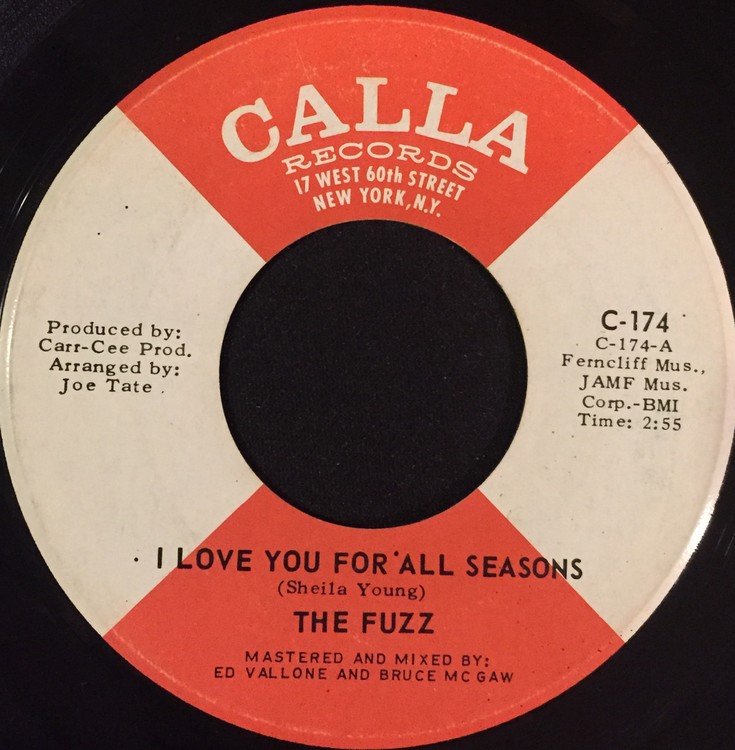 CALLA
RECORDS
17 WEST 60th STREET
NEW YORK, N.Y.
Produced by:
Carr-Cee Prod.
Arranged by:
Joe Tate
C-174
C-174-A
Ferncliff Mus.,
JAMF Mus.
Corp.-BMI
Time: 2:55
I LOVE YOU FOR ALL SEASONS
(Sheila Young)
THE FUZZ
MASTERED AND MIXED BY:
ED VALLONE AND BRUCE MC GAW